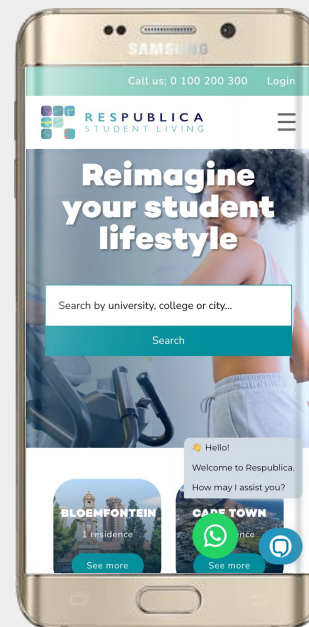 SAMSUNG
Call us: 0 100 200 300 Login
RESPUBLICA
STUDENT LIVING
Reimagine
your student
lifestyle
Search by university, college or city...
Search
👋 Hello!
Welcome to Respublica.
How may I assist you?
BLOEMFONTEIN
CAPE TOWN
1 residence
See more
See more